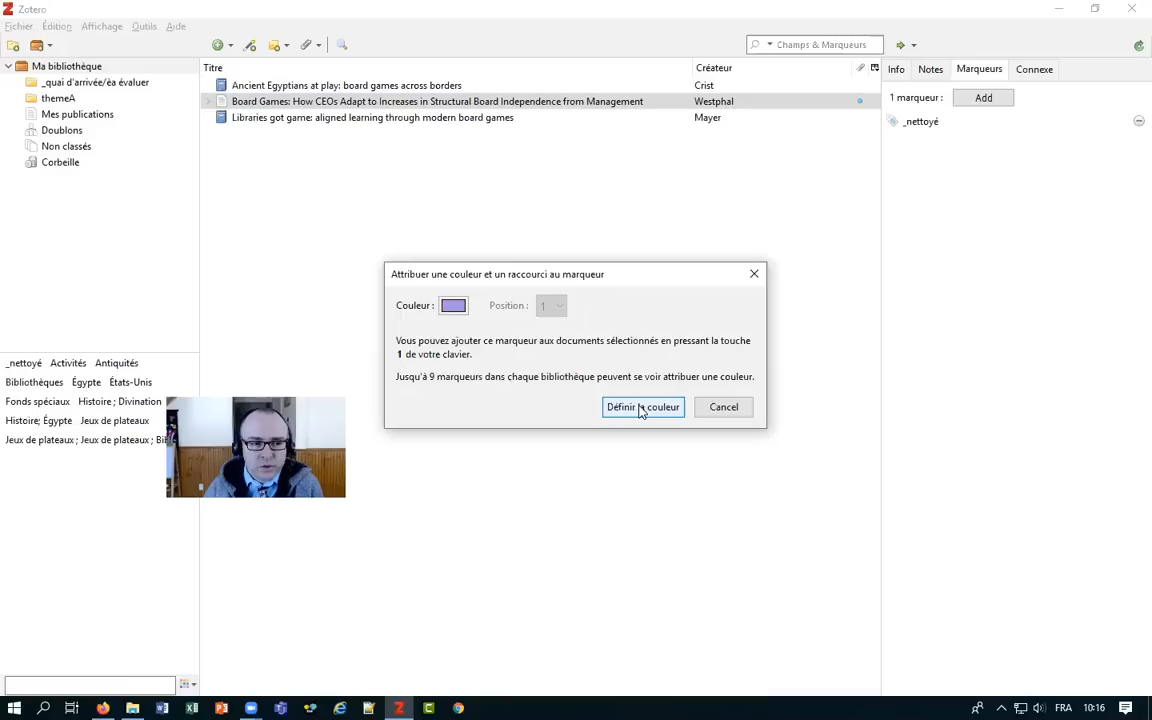 Zotero
Fichier Édition Affichage Outils Aide
Champs & Marqueurs
Ma bibliothèque
_quai d'arrivée/èa évaluer
themeA
Mes publications
Doublons
Non classés
Corbeille
Titre Créateur
Ancient Egyptians at play: board games across borders Crist
Board Games: How CEOs Adapt to Increases in Structural Board Independence from Management Westphal
Libraries got game: aligned learning through modern board games Mayer
Info Notes Marqueurs Connexe
1 marqueur : Add
_nettoyé
Attribuer une couleur et un raccourci au marqueur
Couleur : Position : 1
Vous pouvez ajouter ce marqueur aux documents sélectionnés en pressant la touche
1 de votre clavier.
Jusqu'à 9 marqueurs dans chaque bibliothèque peuvent se voir attribuer une couleur.
Définir la couleur Cancel
_nettoyé Activités Antiquités
Bibliothèques Égypte États-Unis
Fonds spéciaux Histoire ; Divination
Histoire; Égypte Jeux de plateaux
Jeux de plateaux ; Jeux de plateaux ; Bi
FRA 10:16